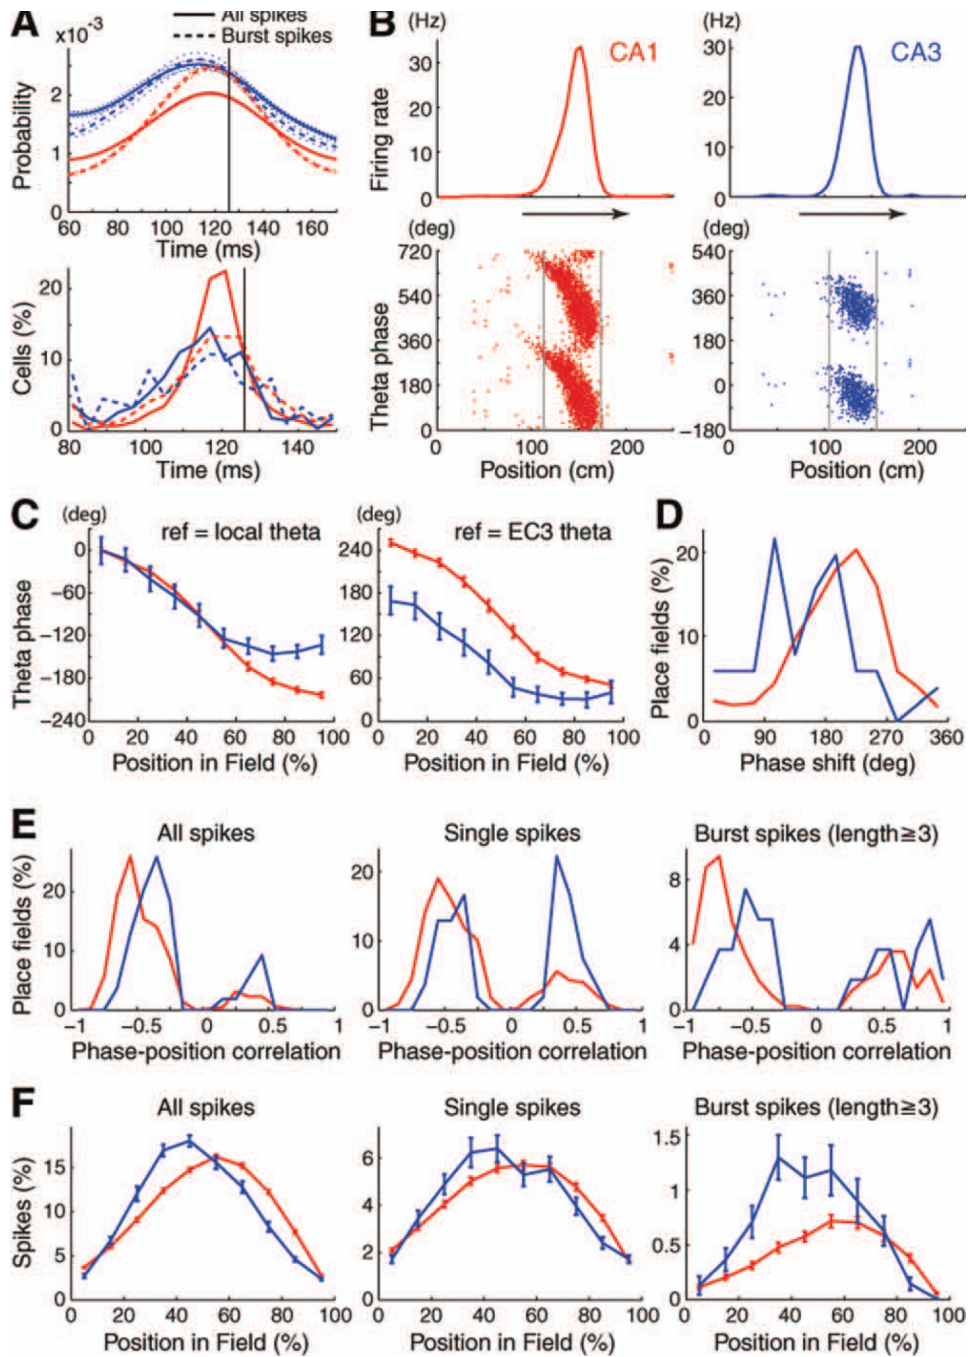 A
×10⁻³
All spikes
Burst spikes
Probability
2
1
0
60 80 100 120 140 160
Time (ms)
Cells (%)
20
10
0
80 100 120 140
Time (ms)
B
(Hz)
CA1
Firing rate
30
20
10
0
(Hz)
CA3
30
20
10
0
(deg)
Theta phase
720
540
360
180
0
0 100 200
Position (cm)
(deg)
540
360
180
0
−180
0 100 200
Position (cm)
C
(deg)
ref = local theta
Theta phase
0
−60
−120
−180
−240
0 20 40 60 80 100
Position in Field (%)
(deg)
ref = EC3 theta
240
180
120
60
0
0 20 40 60 80 100
Position in Field (%)
D
Place fields (%)
20
10
0
0 90 180 270 360
Phase shift (deg)
E
All spikes
Place fields (%)
20
10
0
−1 −0.5 0 0.5 1
Phase-position correlation
Single spikes
20
10
0
−1 −0.5 0 0.5 1
Phase-position correlation
Burst spikes (length≧3)
8
4
0
−1 −0.5 0 0.5 1
Phase-position correlation
F
All spikes
Spikes (%)
15
10
5
0
0 20 40 60 80 100
Position in Field (%)
Single spikes
6
4
2
0
0 20 40 60 80 100
Position in Field (%)
Burst spikes (length≧3)
1.5
1
0.5
0
0 20 40 60 80 100
Position in Field (%)